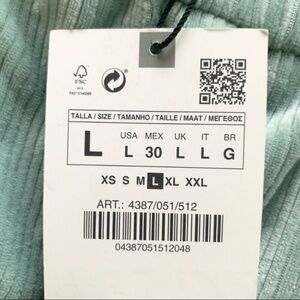 FSC
TALLA / SIZE / TAMANHO / TAILLE / MAAT / ΜΕΓΕΘΟΣ
L
USA MEX UK IT BR
L 30 L L G
XS S M L XL XXL
ART.: 4387/051/512
04387051512048